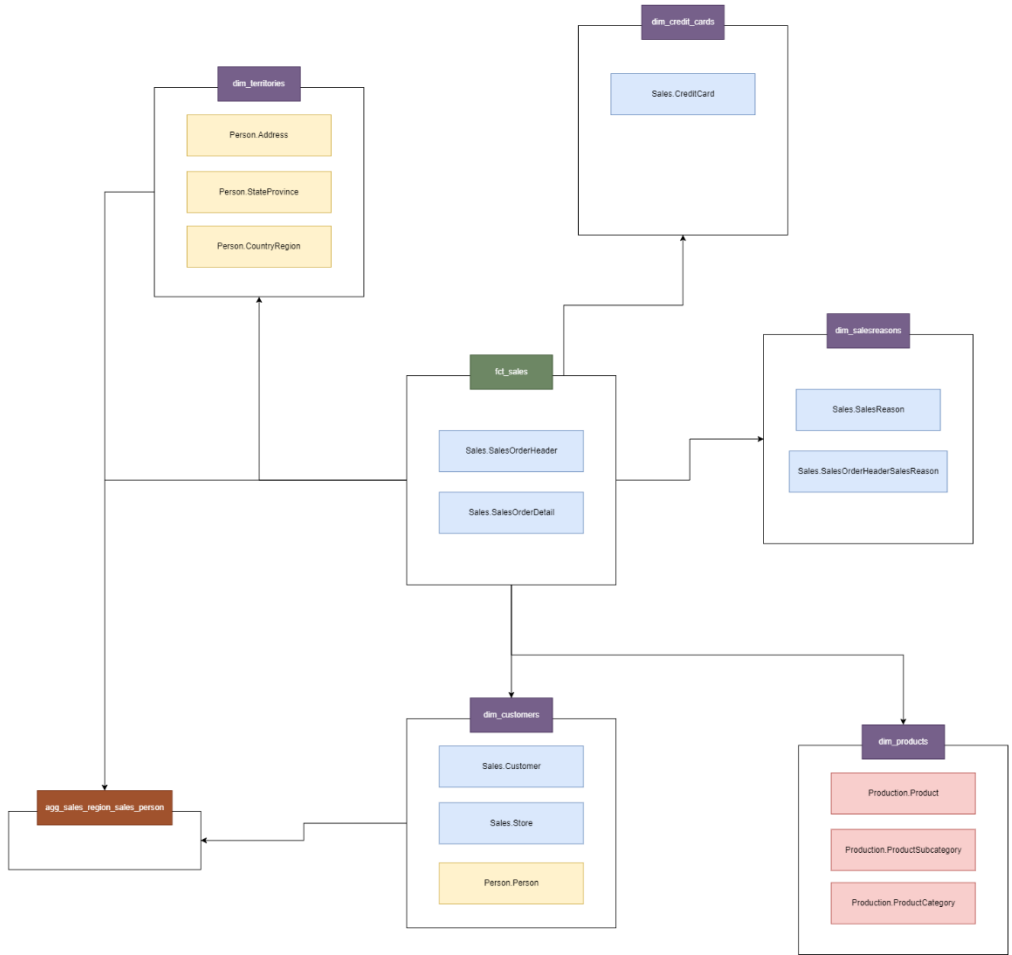 dim_credit_cards
Sales.CreditCard
dim_territories
Person.Address
Person.StateProvince
Person.CountryRegion
dim_salesreasons
Sales.SalesReason
Sales.SalesOrderHeaderSalesReason
fct_sales
Sales.SalesOrderHeader
Sales.SalesOrderDetail
dim_customers
Sales.Customer
Sales.Store
Person.Person
dim_products
Production.Product
Production.ProductSubcategory
Production.ProductCategory
agg_sales_region_sales_person